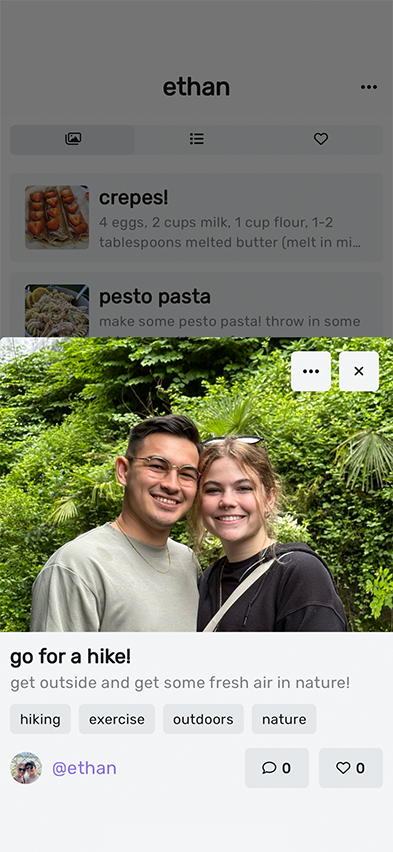 ethan
crepes!
4 eggs, 2 cups milk, 1 cup flour, 1-2
tablespoons melted butter (melt in mi...
pesto pasta
make some pesto pasta! throw in some
go for a hike!
get outside and get some fresh air in nature!
hiking exercise outdoors nature
@ethan 0 0